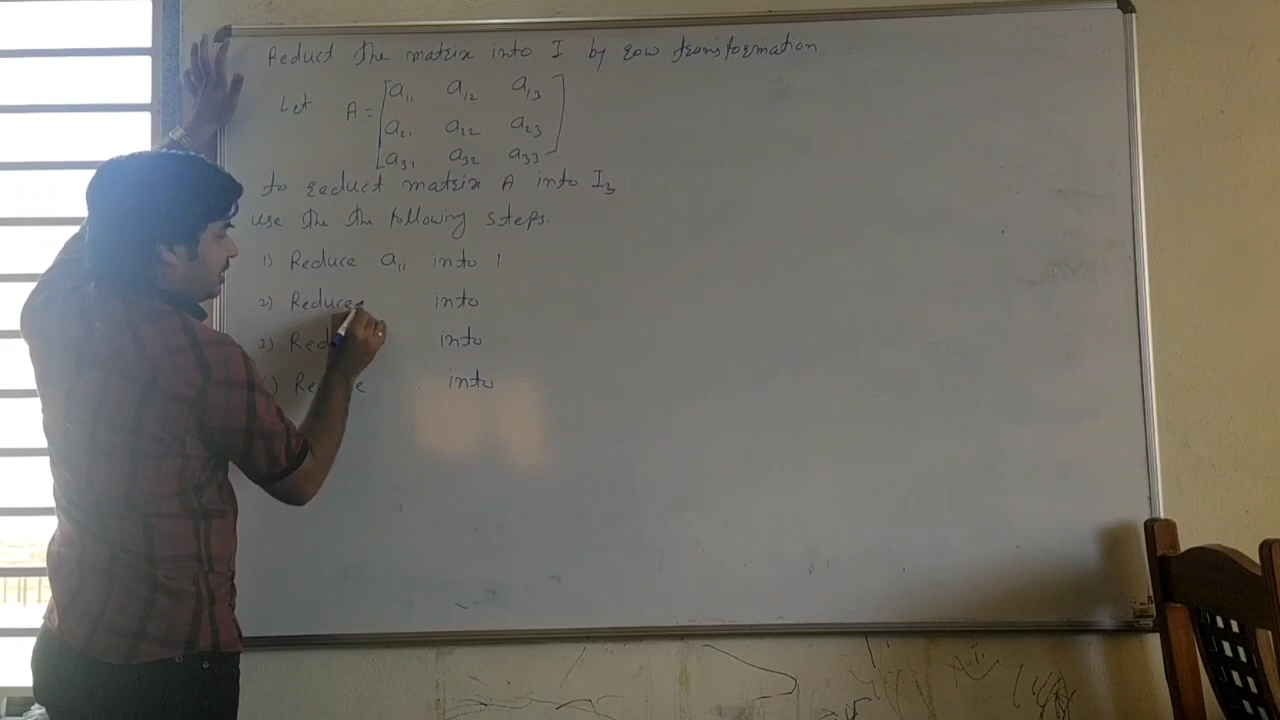 Reduct the matrix into I by row transformation
Let A = [a₁₁ a₁₂ a₁₃
a₂₁ a₂₂ a₂₃
a₃₁ a₃₂ a₃₃]
to reduct matrix A into I₃
use the the following steps.
1) Reduce a₁₁ into 1
2) Reduce into
3) Red into
) Re e into